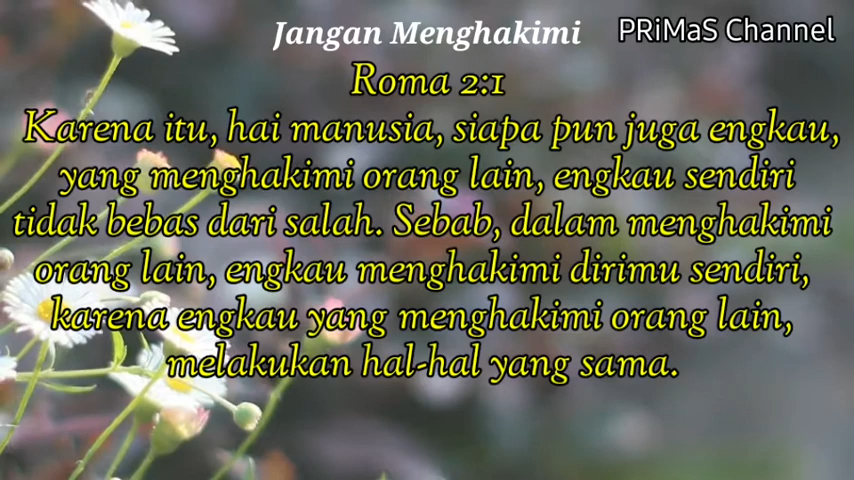 Jangan Menghakimi
PRiMaS Channel
Roma 2:1
Karena itu, hai manusia, siapa pun juga engkau,
yang menghakimi orang lain, engkau sendiri
tidak bebas dari salah. Sebab, dalam menghakimi
orang lain, engkau menghakimi dirimu sendiri,
karena engkau yang menghakimi orang lain,
melakukan hal-hal yang sama.